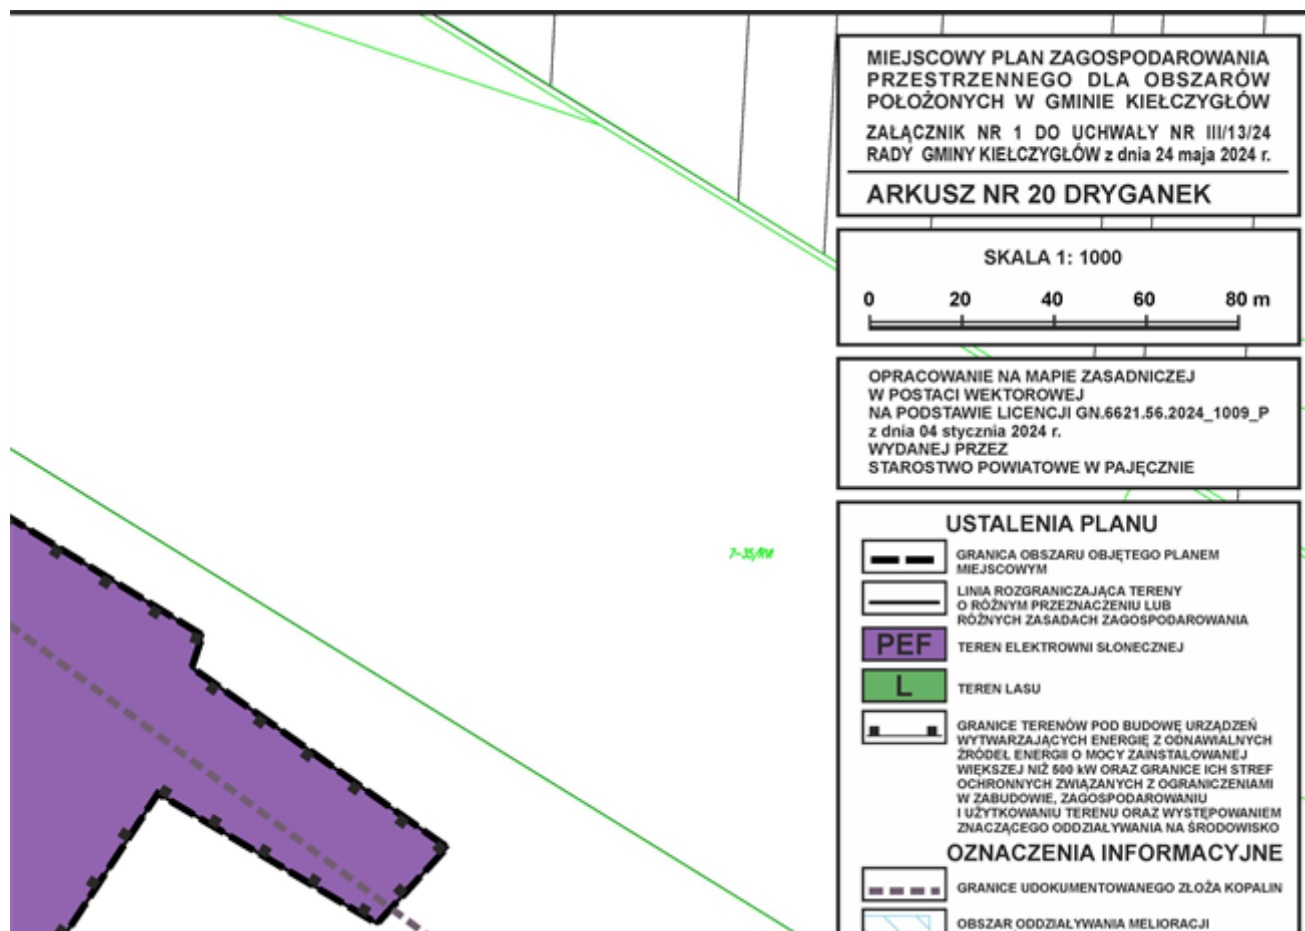 MIEJSCOWY PLAN ZAGOSPODAROWANIA
PRZESTRZENNEGO DLA OBSZARÓW
POŁOŻONYCH W GMINIE KIEŁCZYGŁÓW
ZAŁĄCZNIK NR 1 DO UCHWAŁY NR III/13/24
RADY GMINY KIEŁCZYGŁÓW z dnia 24 maja 2024 r.
ARKUSZ NR 20 DRYGANEK
SKALA 1: 1000
0 20 40 60 80 m
OPRACOWANIE NA MAPIE ZASADNICZEJ
W POSTACI WEKTOROWEJ
NA PODSTAWIE LICENCJI GN.6621.56.2024_1009_P
z dnia 04 stycznia 2024 r.
WYDANEJ PRZEZ
STAROSTWO POWIATOWE W PAJĘCZNIE
USTALENIA PLANU
GRANICA OBSZARU OBJĘTEGO PLANEM
MIEJSCOWYM
LINIA ROZGRANICZAJĄCA TERENY
O RÓŻNYM PRZEZNACZENIU LUB
RÓŻNYCH ZASADACH ZAGOSPODAROWANIA
PEF TEREN ELEKTROWNI SŁONECZNEJ
L TEREN LASU
GRANICE TERENÓW POD BUDOWĘ URZĄDZEŃ
WYTWARZAJĄCYCH ENERGIĘ Z ODNAWIALNYCH
ŹRÓDEŁ ENERGII O MOCY ZAINSTALOWANEJ
WIĘKSZEJ NIŻ 500 kW ORAZ GRANICE ICH STREF
OCHRONNYCH ZWIĄZANYCH Z OGRANICZENIAMI
W ZABUDOWIE, ZAGOSPODAROWANIU
I UŻYTKOWANIU TERENU ORAZ WYSTĘPOWANIEM
ZNACZĄCEGO ODDZIAŁYWANIA NA ŚRODOWISKO
OZNACZENIA INFORMACYJNE
GRANICE UDOKUMENTOWANEGO ZŁOŻA KOPALIN
OBSZAR ODDZIAŁYWANIA MELIORACJI